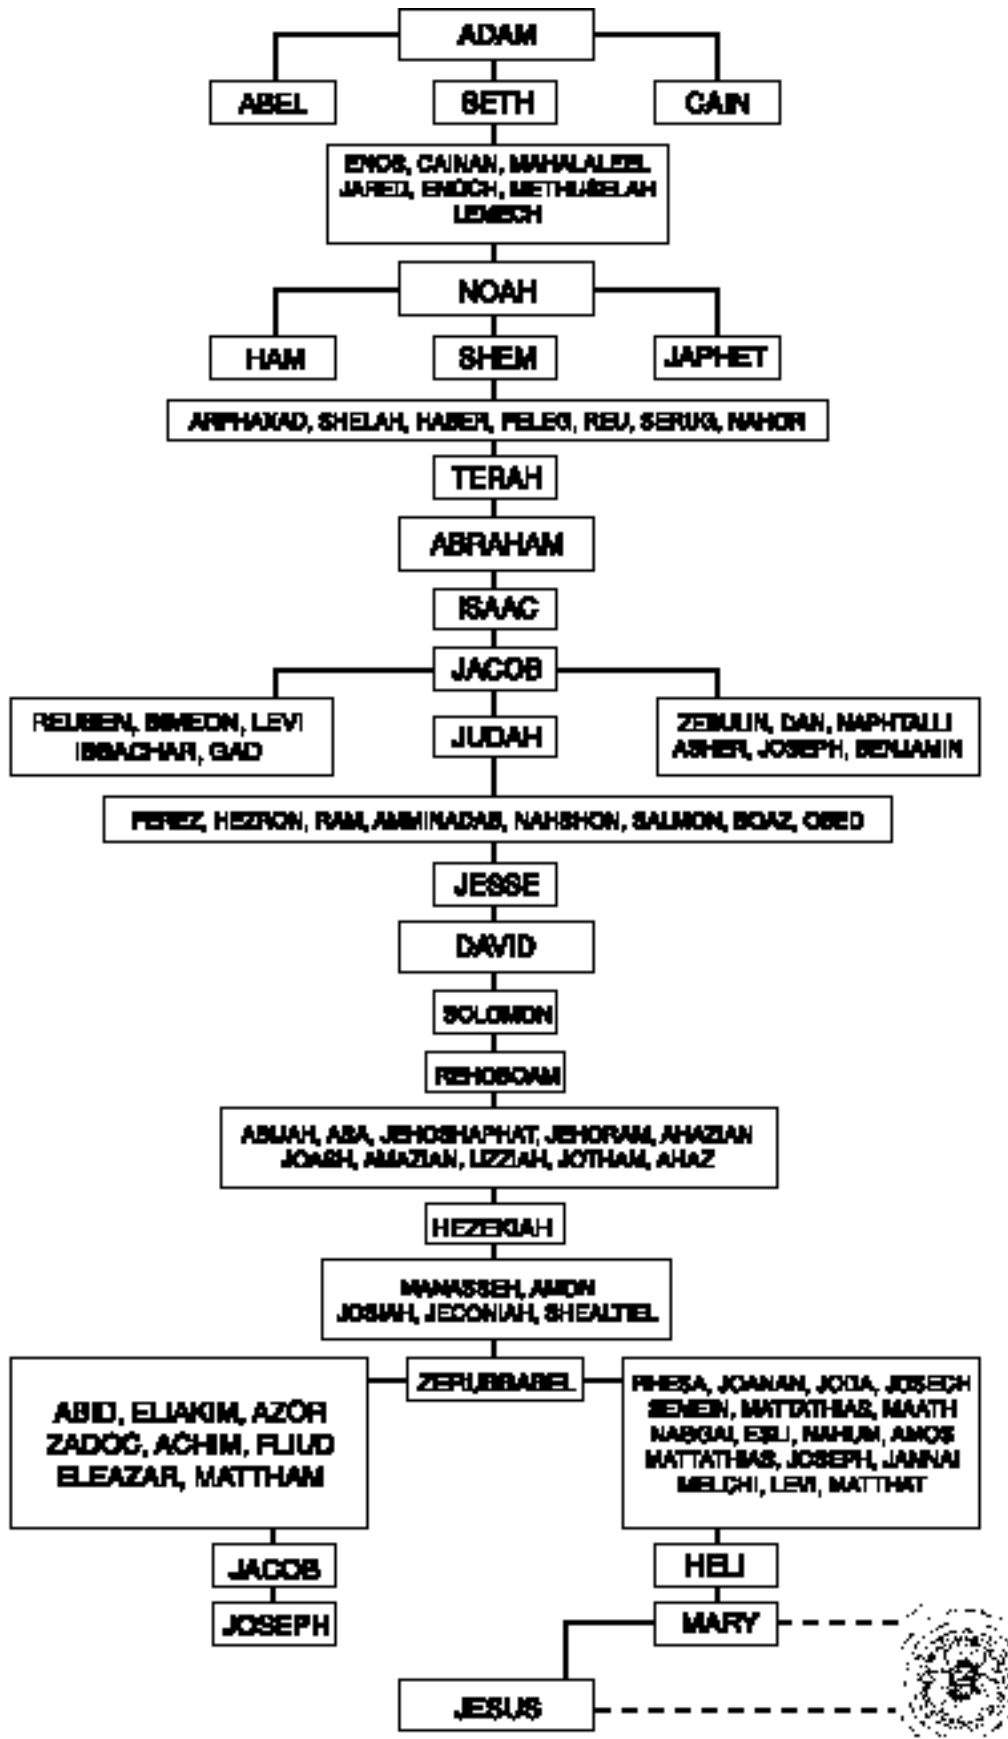 ADAM
ABEL
SETH
CAIN
ENOS, CAINAN, MAHALALEEL
JARED, ENOCH, METHUSELAH
LEMECH
NOAH
HAM
SHEM
JAPHET
ARPHAXAD, SHELAH, HABER, PELEG, REU, SERUG, NAHOR
TERAH
ABRAHAM
ISAAC
JACOB
REUBEN, SIMEON, LEVI
ISSACHAR, GAD
JUDAH
ZEBULIN, DAN, NAPHTALLI
ASHER, JOSEPH, BENJAMIN
PEREZ, HEZRON, RAM, AMMINADAB, NAHSHON, SALMON, BOAZ, OBED
JESSE
DAVID
SOLOMON
REHOBOAM
ABIJAH, ASA, JEHOSHAPHAT, JEHORAM, AHAZIAN
JOASH, AMAZIAN, UZZIAH, JOTHAM, AHAZ
HEZEKIAH
MANASSEH, AMON
JOSIAH, JECONIAH, SHEALTIEL
ZERUBBABEL
ABID, ELIAKIM, AZOR
ZADOC, ACHIM, ELIUD
ELEAZAR, MATTHAM
RHESA, JOANAN, JODA, JOSECH
SEMEIN, MATTATHIAS, MAATH
NAGGAI, ESLI, NAHUM, AMOS
MATTATHIAS, JOSEPH, JANNAI
MELCHI, LEVI, MATTHAT
JACOB
HELI
JOSEPH
MARY
JESUS